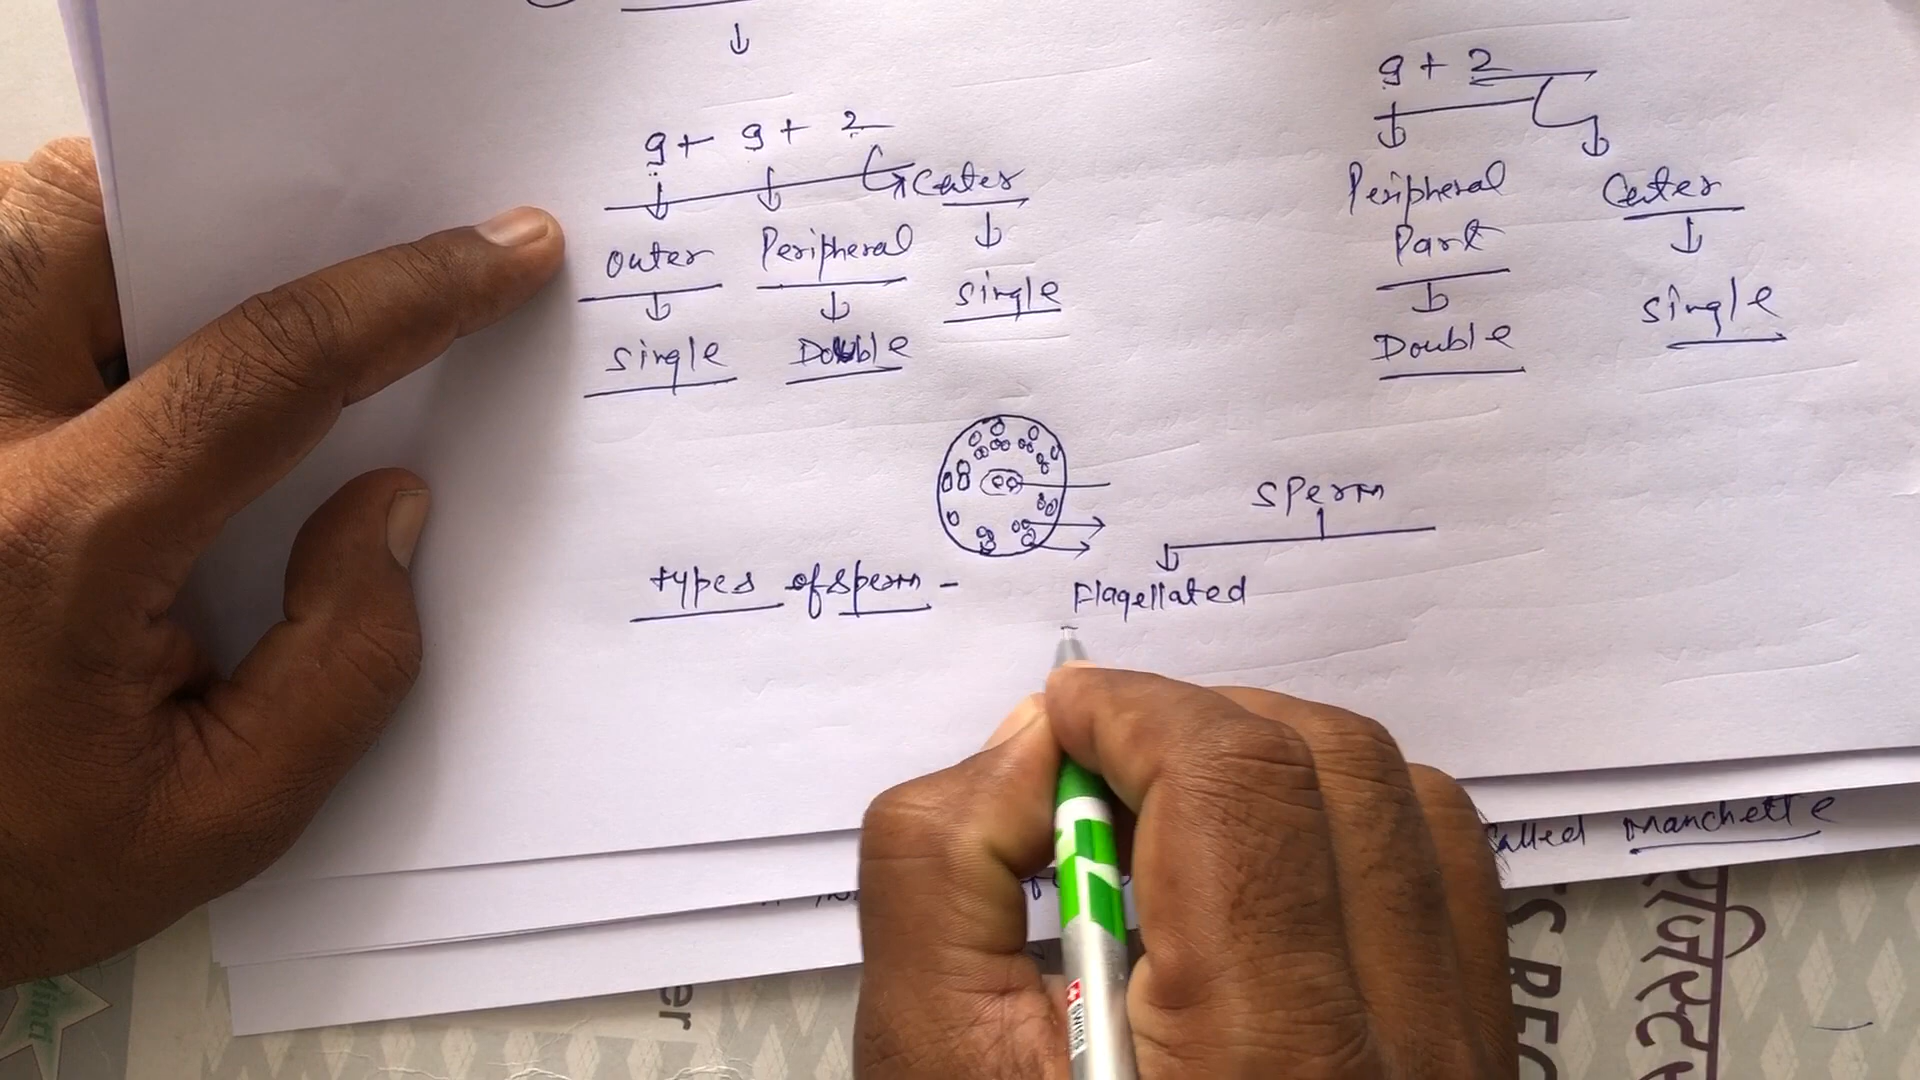 9 + 9 + 2
Center
Outer Peripheral
single
single Double
9 + 2
Peripheral
Part
Center
single
Double
Sperm
types of sperm -
Flagellated
called Manchette